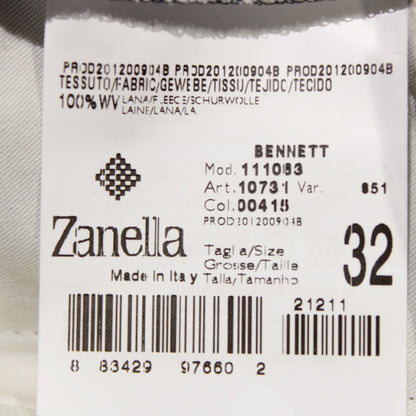 PROD201200904B PROD201200904B PROD201200904B
TESSUTO/FABRIC/GEWEBE/TISSU/TEJIDO/TECIDO
100% WV LANA/FLEECE/SCHURWOLLE
LAINE/LANA/LA
BENNETT
Mod. 111063
Art. 10731 Var. 851
Col. 00415
PROD201200904B
Zanella
Made in Italy
Taglia/Size
Grosse/Taille
Talla/Tamanho
32
21211
8 83429 97660 2